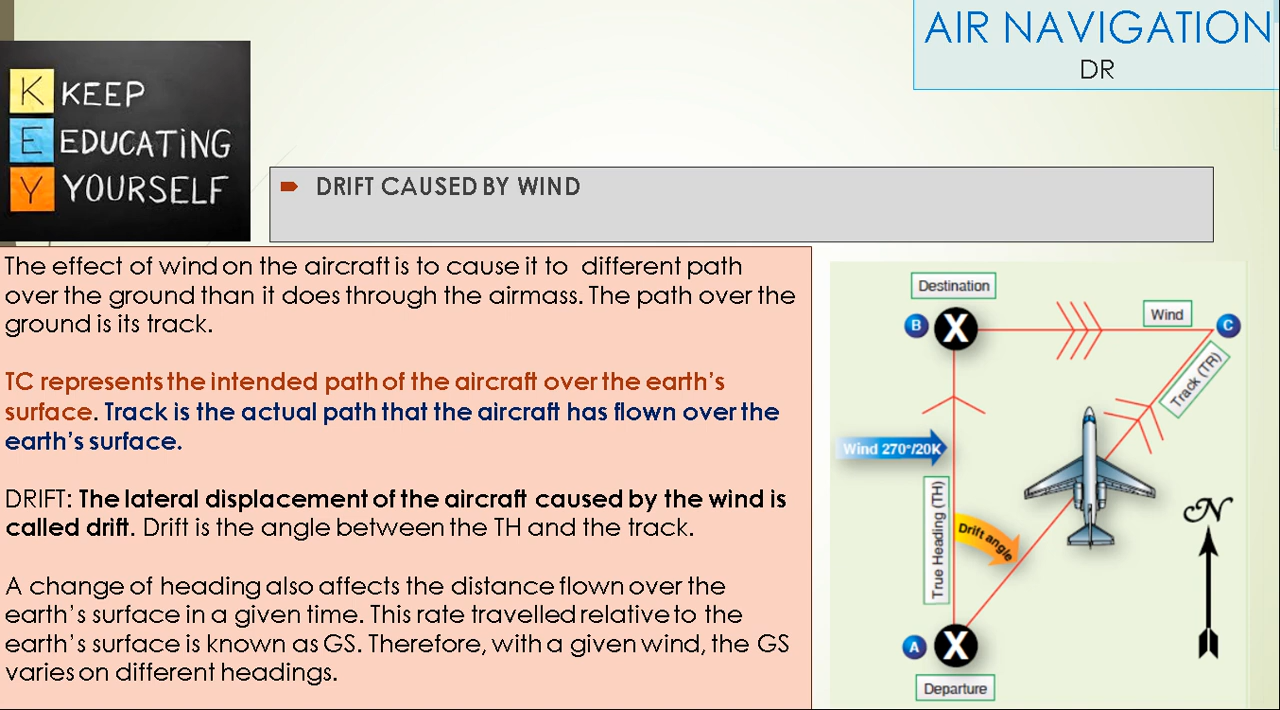 AIR NAVIGATION
DR
K KEEP
E EDUCATING
Y YOURSELF
DRIFT CAUSED BY WIND
The effect of wind on the aircraft is to cause it to different path
over the ground than it does through the airmass. The path over the
ground is its track.
TC represents the intended path of the aircraft over the earth's
surface. Track is the actual path that the aircraft has flown over the
earth's surface.
DRIFT: The lateral displacement of the aircraft caused by the wind is
called drift. Drift is the angle between the TH and the track.
A change of heading also affects the distance flown over the
earth's surface in a given time. This rate travelled relative to the
earth's surface is known as GS. Therefore, with a given wind, the GS
varies on different headings.
Destination
B X
Wind
C
Track (TR)
Wind 270°/20K
True Heading (TH)
Drift angle
N
A X
Departure